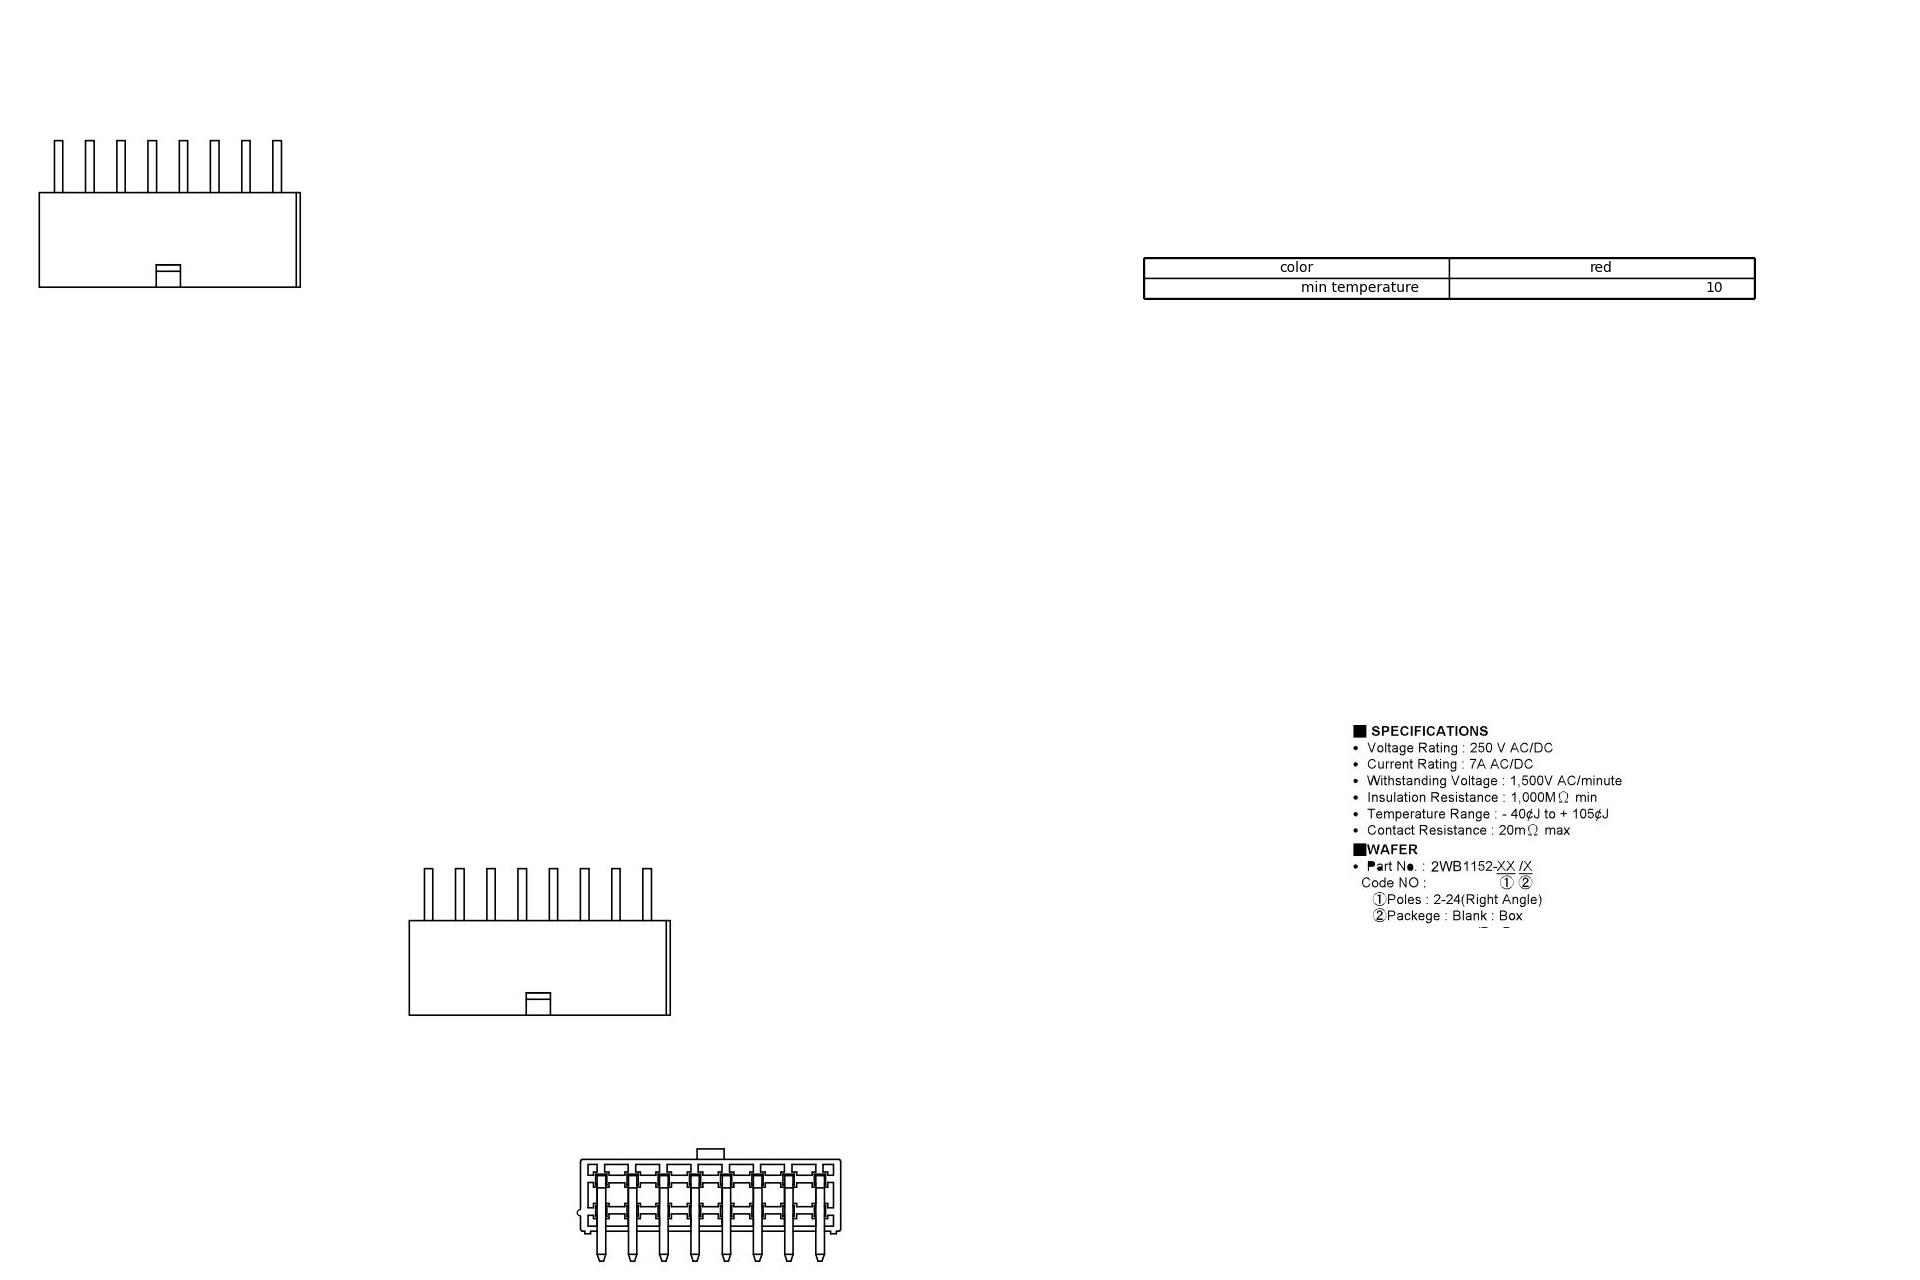 color red
min temperature 10
■ SPECIFICATIONS
• Voltage Rating : 250 V AC/DC
• Current Rating : 7A AC/DC
• Withstanding Voltage : 1,500V AC/minute
• Insulation Resistance : 1,000MΩ min
• Temperature Range : - 40¢J to + 105¢J
• Contact Resistance : 20mΩ max
■WAFER
• Part No. : 2WB1152-XX /X
Code NO : ① ②
①Poles : 2-24(Right Angle)
②Packege : Blank : Box